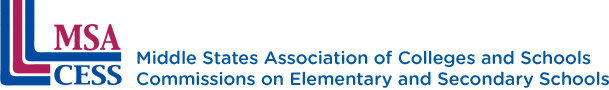 MSA
CESS
Middle States Association of Colleges and Schools
Commissions on Elementary and Secondary Schools